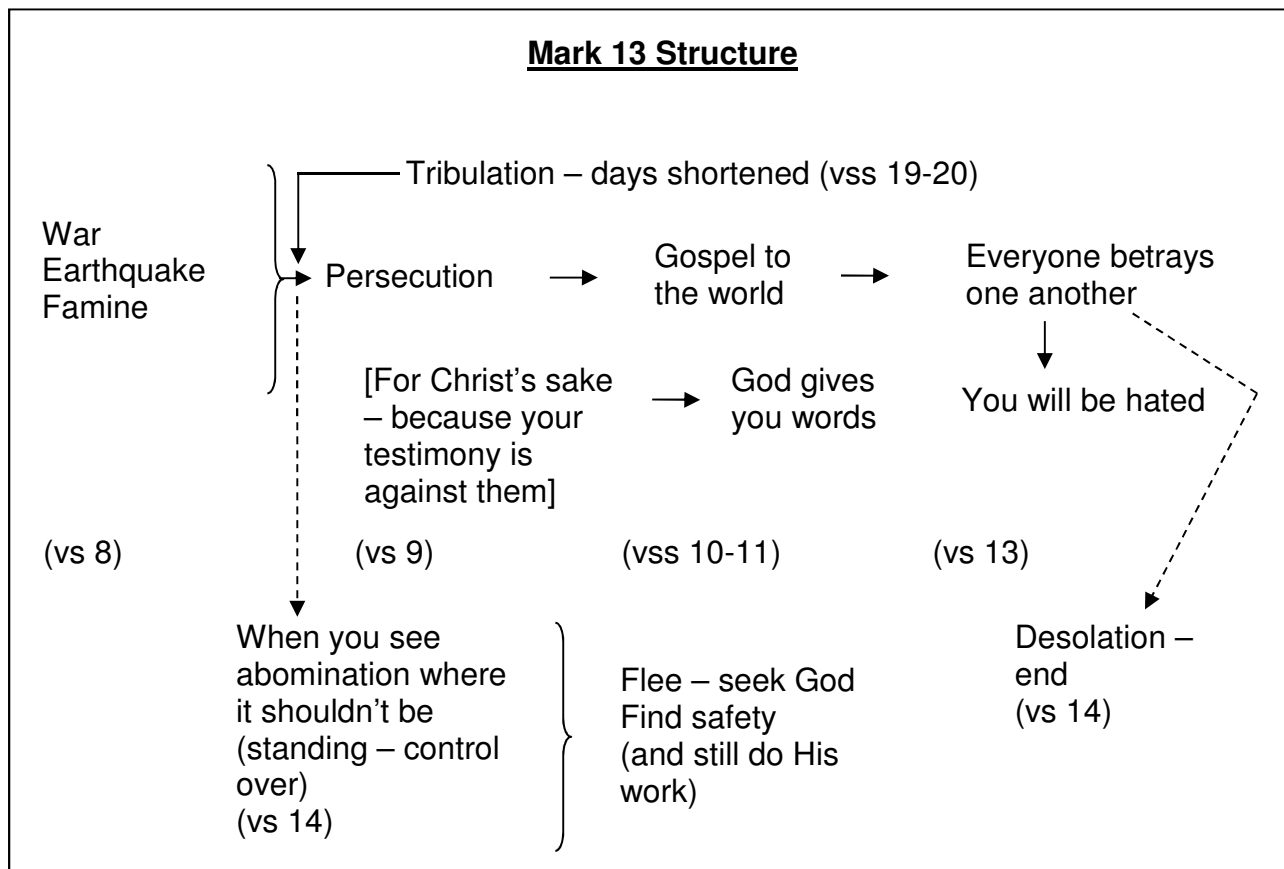 Mark 13 Structure
Tribulation – days shortened (vss 19-20)
War
Earthquake
Famine
Persecution
Gospel to
the world
Everyone betrays
one another
[For Christ's sake
– because your
testimony is
against them]
God gives
you words
You will be hated
(vs 8)
(vs 9)
(vss 10-11)
(vs 13)
When you see
abomination where
it shouldn't be
(standing – control
over)
(vs 14)
Flee – seek God
Find safety
(and still do His
work)
Desolation –
end
(vs 14)